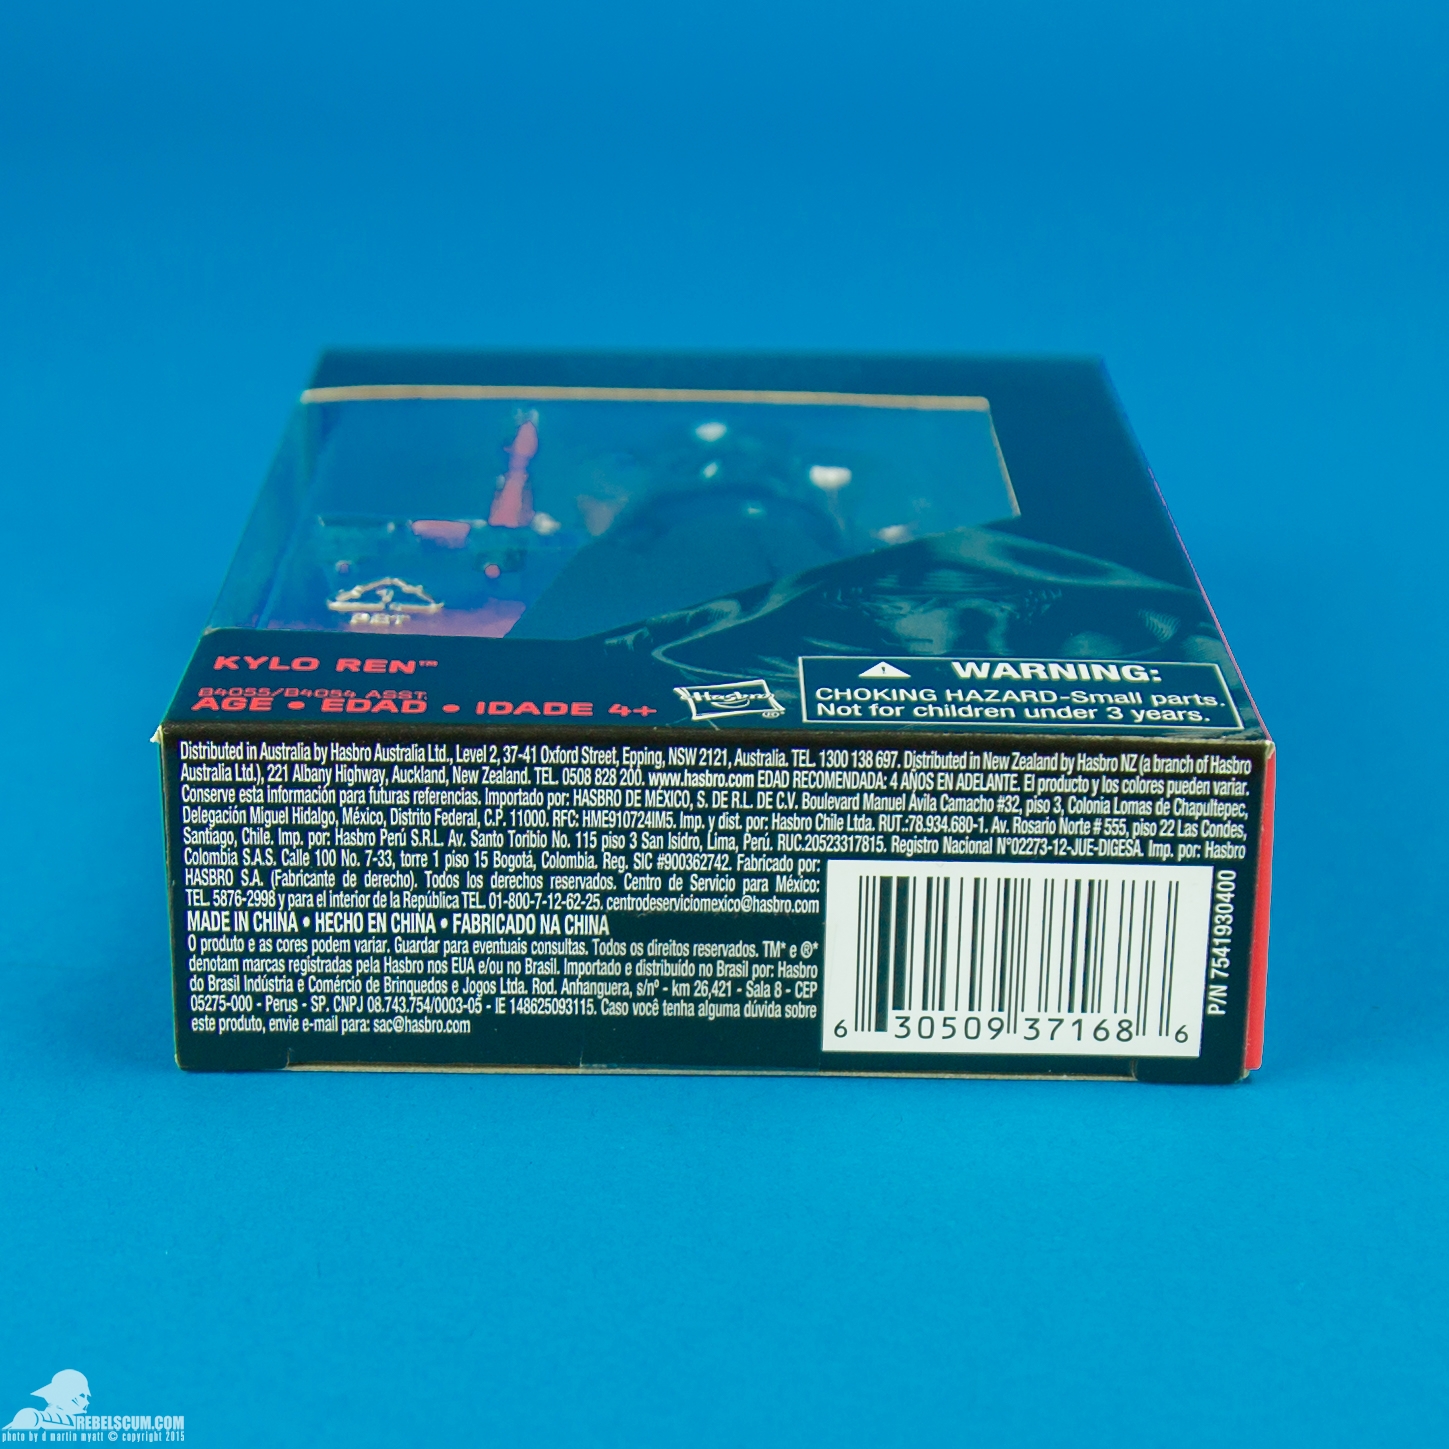 PET
KYLO REN™
B4055/B4054 ASST.
AGE • EDAD • IDADE 4+
Hasbro®
WARNING:
CHOKING HAZARD-Small parts.
Not for children under 3 years.
Distributed in Australia by Hasbro Australia Ltd., Level 2, 37-41 Oxford Street, Epping, NSW 2121, Australia. TEL. 1300 138 697. Distributed in New Zealand by Hasbro NZ (a branch of Hasbro
Australia Ltd.), 221 Albany Highway, Auckland, New Zealand. TEL. 0508 828 200. www.hasbro.com EDAD RECOMENDADA: 4 AÑOS EN ADELANTE. El producto y los colores pueden variar.
Conserve esta información para futuras referencias. Importado por: HASBRO DE MÉXICO, S. DE R.L. DE C.V. Boulevard Manuel Ávila Camacho #32, piso 3, Colonia Lomas de Chapultepec,
Delegación Miguel Hidalgo, México, Distrito Federal, C.P. 11000. RFC: HME910724IM5. Imp. y dist. por: Hasbro Chile Ltda. RUT.:78.934.680-1. Av. Rosario Norte # 555, piso 22 Las Condes,
Santiago, Chile. Imp. por: Hasbro Perú S.R.L. Av. Santo Toribio No. 115 piso 3 San Isidro, Lima, Perú. RUC.20523317815. Registro Nacional N°02273-12-JUE-DIGESA. Imp. por: Hasbro
Colombia S.A.S. Calle 100 No. 7-33, torre 1 piso 15 Bogotá, Colombia. Reg. SIC #900362742. Fabricado por:
HASBRO S.A. (Fabricante de derecho). Todos los derechos reservados. Centro de Servicio para México:
TEL. 5876-2998 y para el interior de la República TEL. 01-800-7-12-62-25. centrodeserviciomexico@hasbro.com
MADE IN CHINA • HECHO EN CHINA • FABRICADO NA CHINA
O produto e as cores podem variar. Guardar para eventuais consultas. Todos os direitos reservados. TM* e ®*
denotam marcas registradas pela Hasbro nos EUA e/ou no Brasil. Importado e distribuído no Brasil por: Hasbro
do Brasil Indústria e Comércio de Brinquedos e Jogos Ltda. Rod. Anhanguera, s/nº - km 26,421 - Sala 8 - CEP
05275-000 - Perus - SP. CNPJ 08.743.754/0003-05 - IE 148625093115. Caso você tenha alguma dúvida sobre
este produto, envie e-mail para: sac@hasbro.com
6 30509 37168 6
P/N 7541930400
REBELSCUM.COM
photo by d martin myatt © copyright 2015